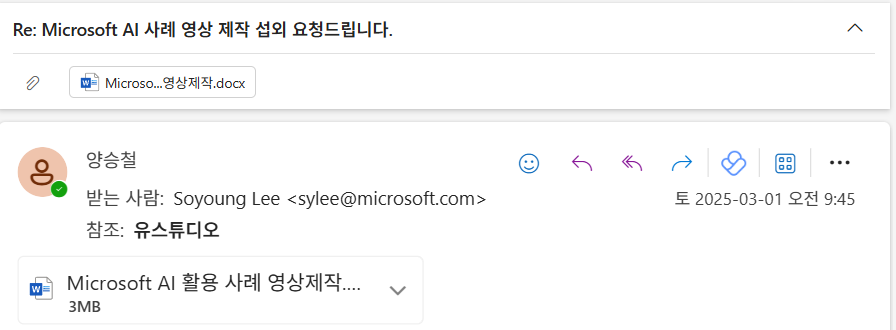 Re: Microsoft AI 사례 영상 제작 섭외 요청드립니다.
Microso...영상제작.docx
양승철
받는 사람: Soyoung Lee <sylee@microsoft.com>
토 2025-03-01 오전 9:45
참조: 유스튜디오
Microsoft AI 활용 사례 영상제작....
3MB